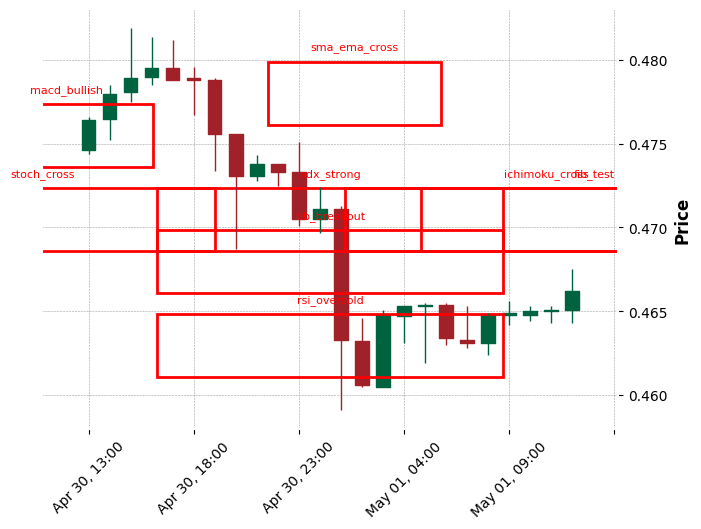 sma_ema_cross
0.480
macd_bullish
0.475
stoch_cross
adx_strong
ichimoku_cross
0.470
Price
rsi_oversold
0.465
0.460
Apr 30, 13:00
Apr 30, 18:00
Apr 30, 23:00
May 01, 04:00
May 01, 09:00